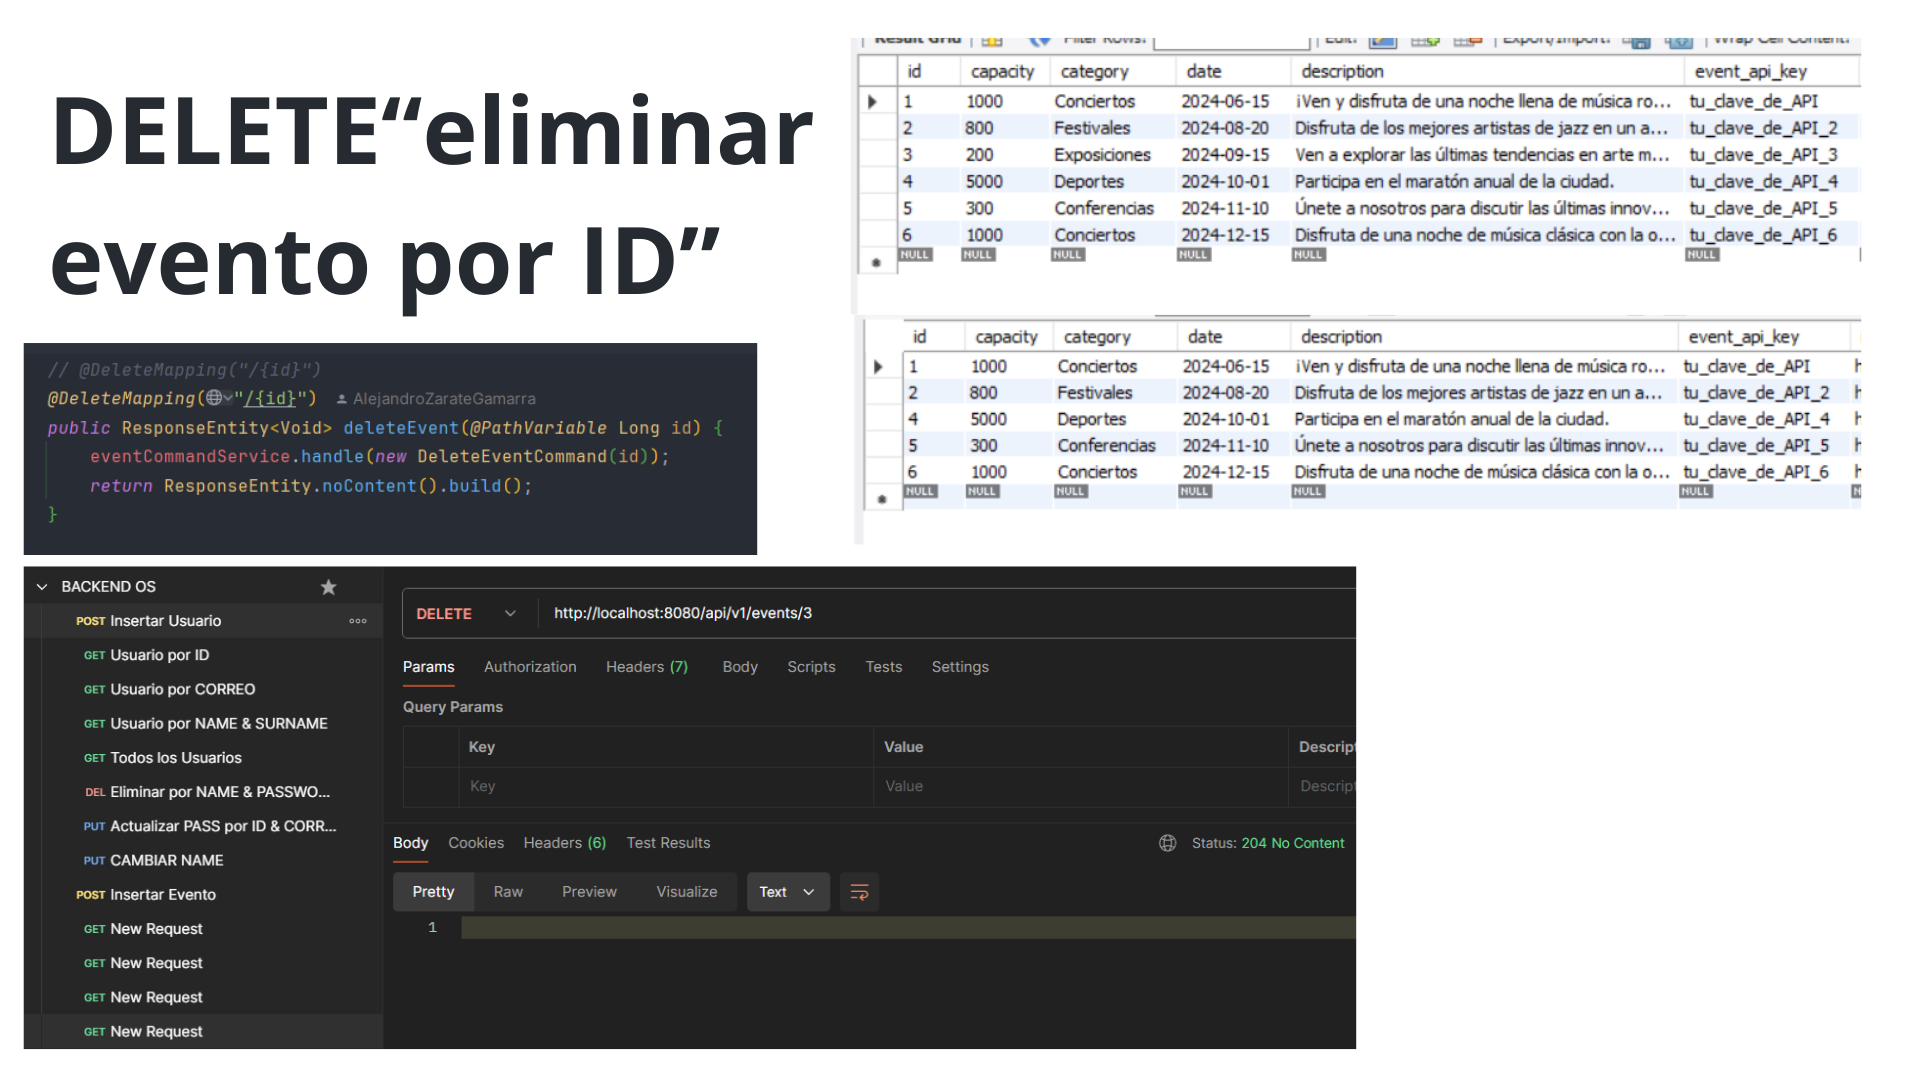 DELETE“eliminar
evento por ID”
// @DeleteMapping("/{id}")
@DeleteMapping("/{id}") AlejandroZarateGamarra
public ResponseEntity<Void> deleteEvent(@PathVariable Long id) {
eventCommandService.handle(new DeleteEventCommand(id));
return ResponseEntity.noContent().build();
}
Result Grid Filter Rows: Edit: Export/Import: Wrap Cell Content:
id capacity category date description event_api_key
1 1000 Conciertos 2024-06-15 ¡Ven y disfruta de una noche llena de música ro... tu_clave_de_API
2 800 Festivales 2024-08-20 Disfruta de los mejores artistas de jazz en un a... tu_clave_de_API_2
3 200 Exposiciones 2024-09-15 Ven a explorar las últimas tendencias en arte m... tu_clave_de_API_3
4 5000 Deportes 2024-10-01 Participa en el maratón anual de la ciudad. tu_clave_de_API_4
5 300 Conferencias 2024-11-10 Únete a nosotros para discutir las últimas innov... tu_clave_de_API_5
6 1000 Conciertos 2024-12-15 Disfruta de una noche de música clásica con la o... tu_clave_de_API_6
NULL NULL NULL NULL NULL NULL
id capacity category date description event_api_key
1 1000 Conciertos 2024-06-15 ¡Ven y disfruta de una noche llena de música ro... tu_clave_de_API
2 800 Festivales 2024-08-20 Disfruta de los mejores artistas de jazz en un a... tu_clave_de_API_2
4 5000 Deportes 2024-10-01 Participa en el maratón anual de la ciudad. tu_clave_de_API_4
5 300 Conferencias 2024-11-10 Únete a nosotros para discutir las últimas innov... tu_clave_de_API_5
6 1000 Conciertos 2024-12-15 Disfruta de una noche de música clásica con la o... tu_clave_de_API_6
NULL NULL NULL NULL NULL NULL
BACKEND OS
POST Insertar Usuario
GET Usuario por ID
GET Usuario por CORREO
GET Usuario por NAME & SURNAME
GET Todos los Usuarios
DEL Eliminar por NAME & PASSWO...
PUT Actualizar PASS por ID & CORR...
PUT CAMBIAR NAME
POST Insertar Evento
GET New Request
GET New Request
GET New Request
GET New Request
DELETE http://localhost:8080/api/v1/events/3
Params Authorization Headers (7) Body Scripts Tests Settings
Query Params
Key Value Descrip
Key Value Descrip
Body Cookies Headers (6) Test Results Status: 204 No Content
Pretty Raw Preview Visualize Text
1